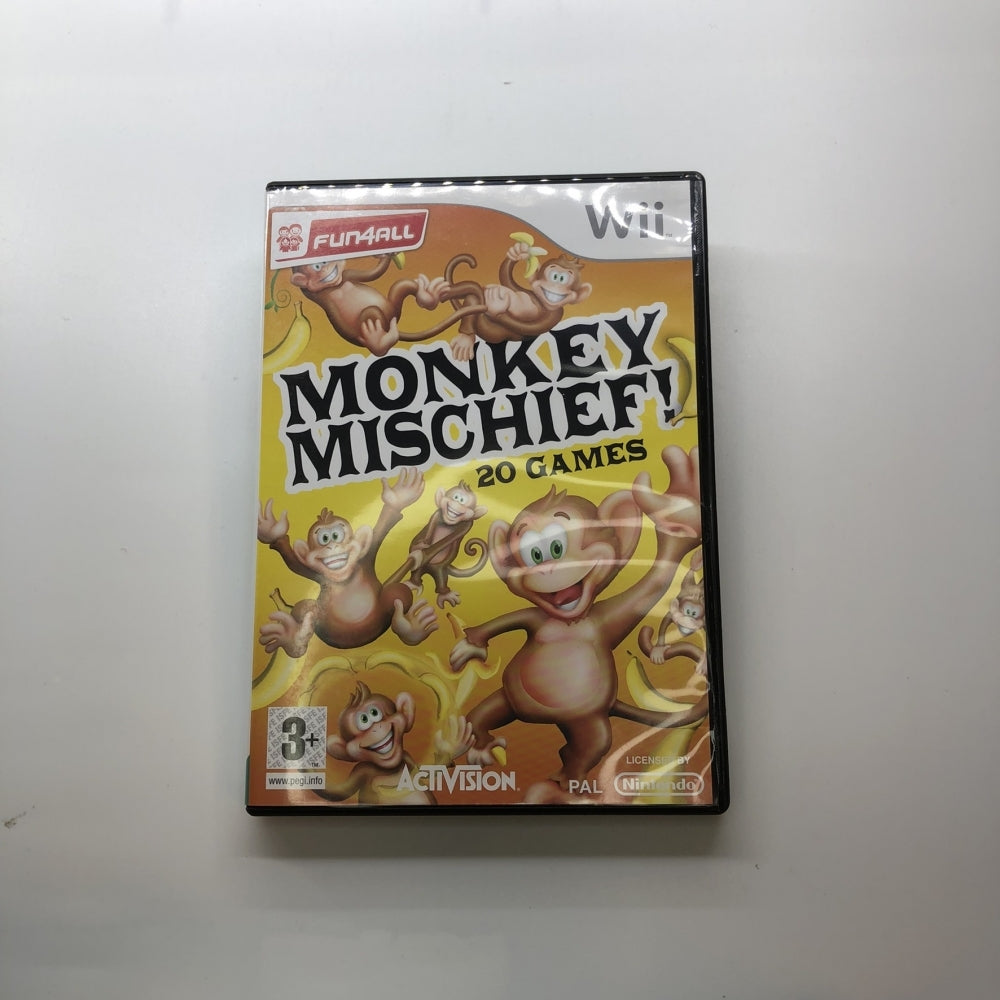 Wii
FUN4ALL
MONKEY
MISCHIEF!
20 GAMES
3+
www.pegi.info
ACTIVISION
PAL
LICENSED BY
Nintendo